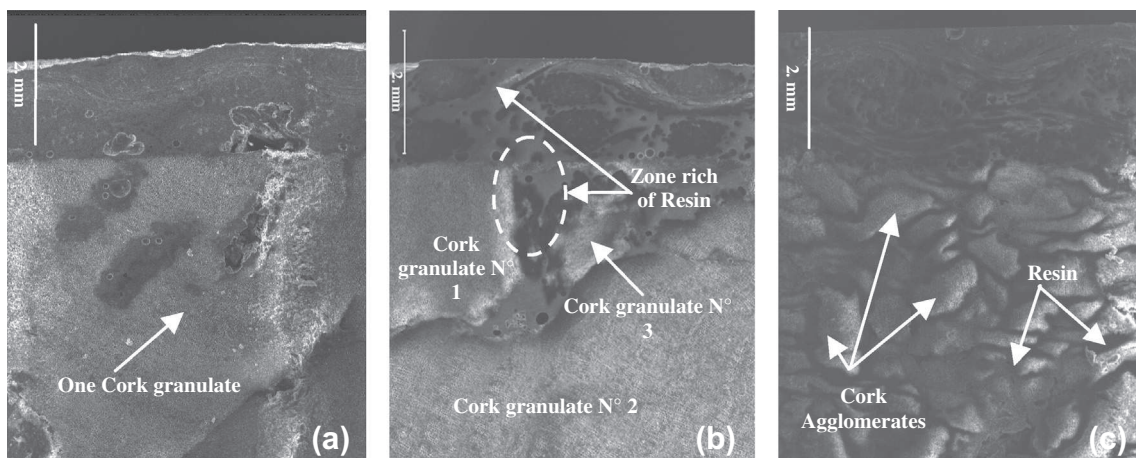 2. mm
One Cork granulate
(a)
2. mm
Zone rich
of Resin
Cork
granulate N°
1
Cork granulate N°
3
Cork granulate N° 2
(b)
2. mm
Resin
Cork
Agglomerates
(c)